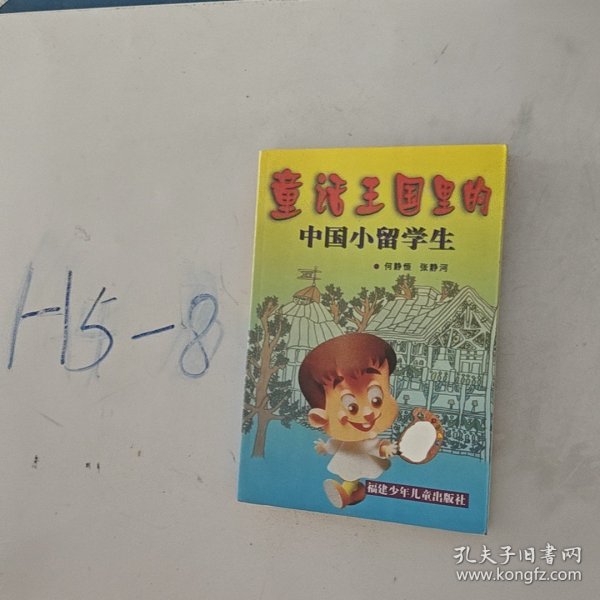 童话王国里的
中国小留学生
●何静恒 张静河
H5-8
福建少年儿童出版社
孔夫子旧书网
www.kongfz.com